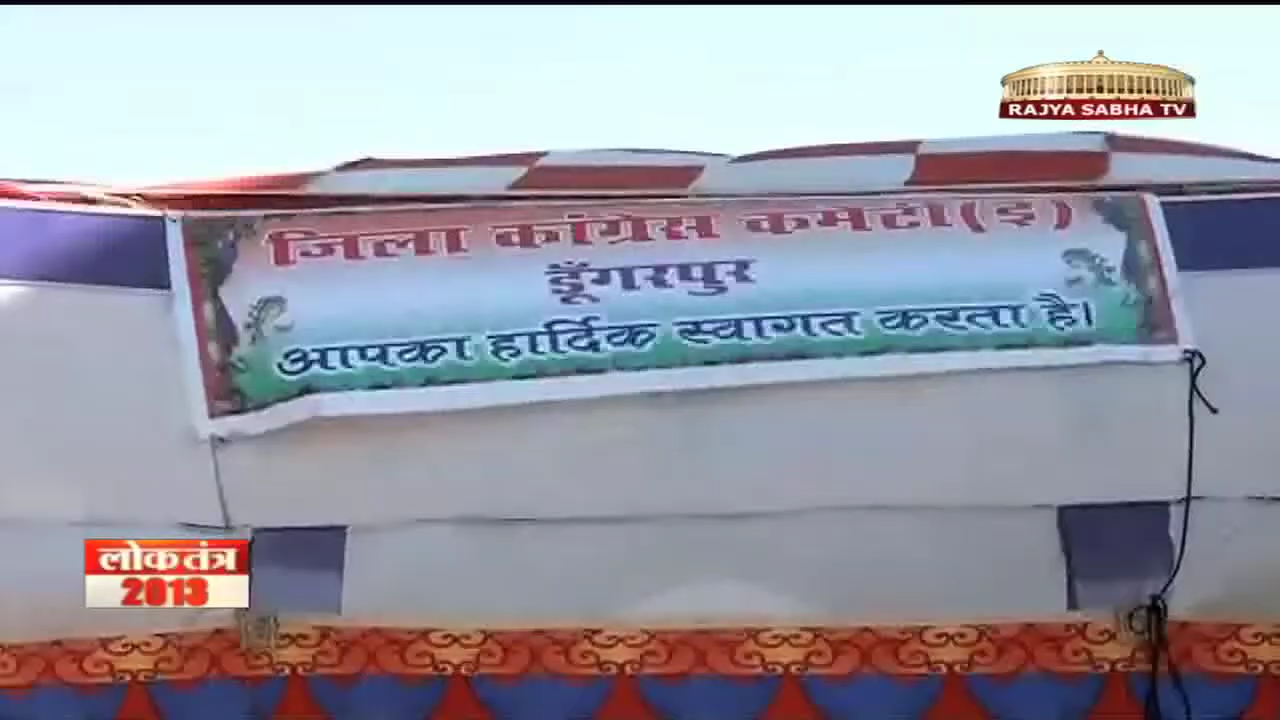 RAJYA SABHA TV
जिला कांग्रेस कमेटी (इ)
डूँगरपुर
आपका हार्दिक स्वागत करता है।
लोकतंत्र
2013